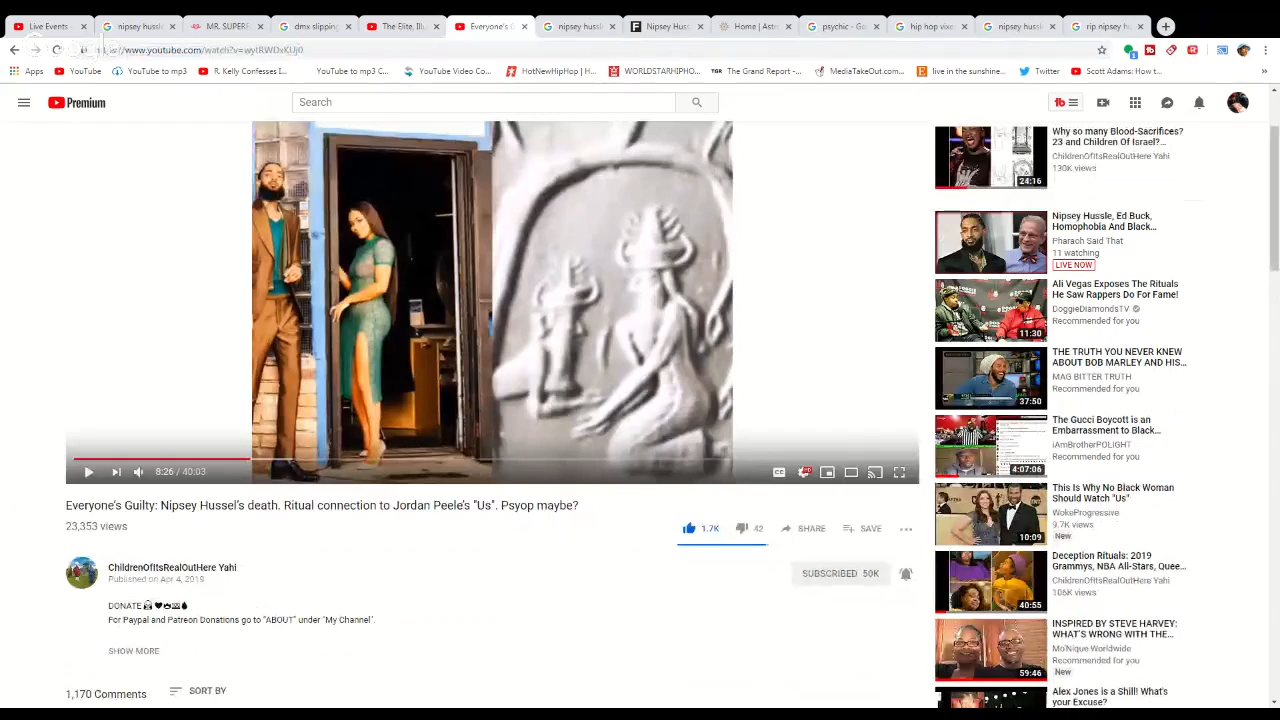 Live Events -
nipsey hussle
MR. SUPERF
dmx slipping
The Elite, Illu
Everyone's G
nipsey hussl
Nipsey Huss
Home | Astro
psychic - Go
hip hop vixe
nipsey hussl
rip nipsey hu
Apps
YouTube
YouTube to mp3
R. Kelly Confesses I...
YouTube to mp3 C...
YouTube Video Co...
HotNewHipHop | H...
WORLDSTARHIPHO...
TGR The Grand Report -...
MediaTakeOut.com...
live in the sunshine...
Twitter
Scott Adams: How t...
»
Premium
Search
Everyone's Guilty: Nipsey Hussel's death. Ritual connection to Jordan Peele's "Us". Psyop maybe?
23,353 views
1.7K
42
SHARE
SAVE
8:26 / 40:03
CC
HD
ChildrenOfItsRealOutHere Yahi
Published on Apr 4, 2019
SUBSCRIBED 50K
DONATE
For Paypal and Patreon Donations go to "ABOUT" under "My Channel".
SHOW MORE
1,170 Comments
SORT BY
Why so many Blood-Sacrifices?
23 and Children Of Israel?
ChildrenOfItsRealOutHere Yahi
130K views
24:16
Nipsey Hussle, Ed Buck,
Homophobia And Black...
Pharaoh Said That
11 watching
LIVE NOW
Ali Vegas Exposes The Rituals
He Saw Rappers Do For Fame!
DoggieDiamondsTV
Recommended for you
11:30
THE TRUTH YOU NEVER KNEW
ABOUT BOB MARLEY AND HIS...
MAG BITTER TRUTH
Recommended for you
37:50
The Gucci Boycott is an
Embarrassment to Black...
iAmBrotherPOLIGHT
Recommended for you
4:07:06
This Is Why No Black Woman
Should Watch "Us"
WokeProgressive
9.7K views
New
10:09
Deception Rituals: 2019
Grammys, NBA All-Stars, Quee...
ChildrenOfItsRealOutHere Yahi
106K views
40:55
INSPIRED BY STEVE HARVEY:
WHAT'S WRONG WITH THE...
Mo'Nique Worldwide
Recommended for you
New
59:46
Alex Jones is a Shill! What's
your Excuse?